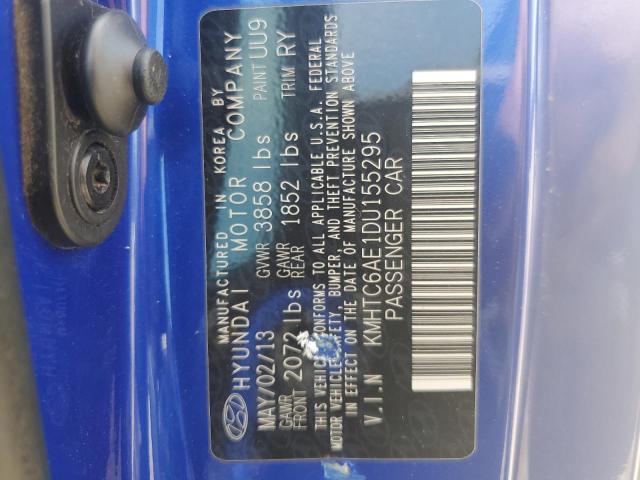 MANUFACTURED IN KOREA BY
HYUNDAI MOTOR COMPANY
MAY/02/13 GVWR 3858 lbs PAINT UU9
GAWR FRONT 2072 lbs GAWR REAR 1852 lbs TRIM RY
THIS VEHICLE CONFORMS TO ALL APPLICABLE U.S.A. FEDERAL
MOTOR VEHICLE SAFETY, BUMPER, AND THEFT PREVENTION STANDARDS
IN EFFECT ON THE DATE OF MANUFACTURE SHOWN ABOVE
V.I.N KMHTC6AE1DU155295
PASSENGER CAR